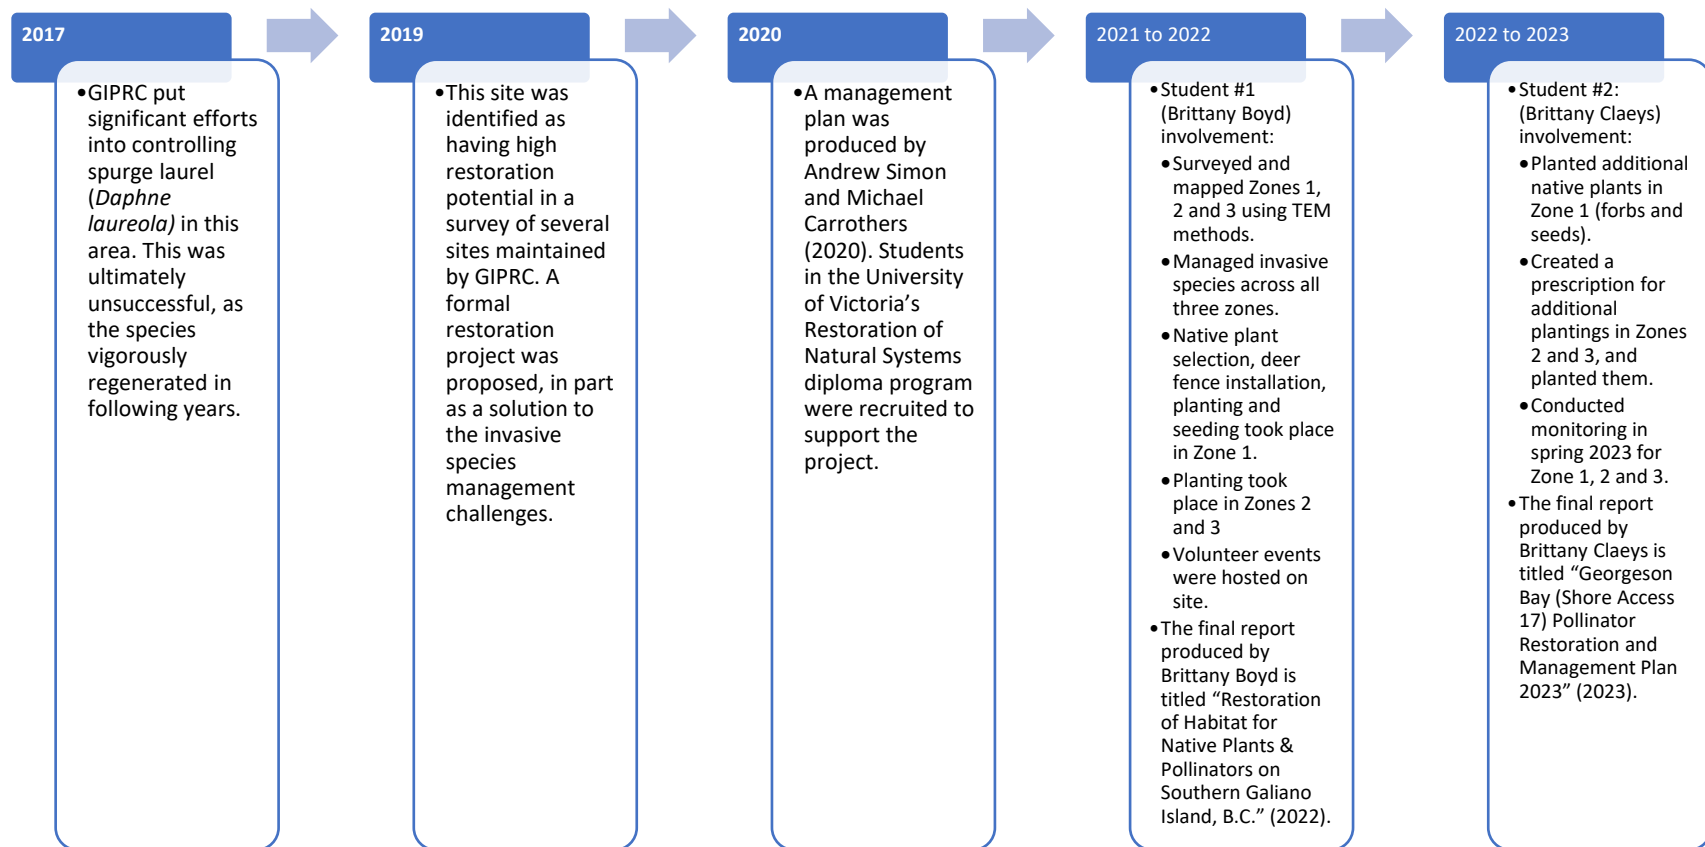 2017
•GIPRC put
significant efforts
into controlling
spurge laurel
(Daphne
laureola) in this
area. This was
ultimately
unsuccessful, as
the species
vigorously
regenerated in
following years.
2019
•This site was
identified as
having high
restoration
potential in a
survey of several
sites maintained
by GIPRC. A
formal
restoration
project was
proposed, in part
as a solution to
the invasive
species
management
challenges.
2020
•A management
plan was
produced by
Andrew Simon
and Michael
Carrothers
(2020). Students
in the University
of Victoria’s
Restoration of
Natural Systems
diploma program
were recruited to
support the
project.
2021 to 2022
•Student #1
(Brittany Boyd)
involvement:
•Surveyed and
mapped Zones 1,
2 and 3 using TEM
methods.
•Managed invasive
species across all
three zones.
•Native plant
selection, deer
fence installation,
planting and
seeding took place
in Zone 1.
•Planting took
place in Zones 2
and 3
•Volunteer events
were hosted on
site.
•The final report
produced by
Brittany Boyd is
titled “Restoration
of Habitat for
Native Plants &
Pollinators on
Southern Galiano
Island, B.C.” (2022).
2022 to 2023
•Student #2:
(Brittany Claeys)
involvement:
•Planted additional
native plants in
Zone 1 (forbs and
seeds).
•Created a
prescription for
additional
plantings in Zones
2 and 3, and
planted them.
•Conducted
monitoring in
spring 2023 for
Zone 1, 2 and 3.
•The final report
produced by
Brittany Claeys is
titled “Georgeson
Bay (Shore Access
17) Pollinator
Restoration and
Management Plan
2023” (2023).